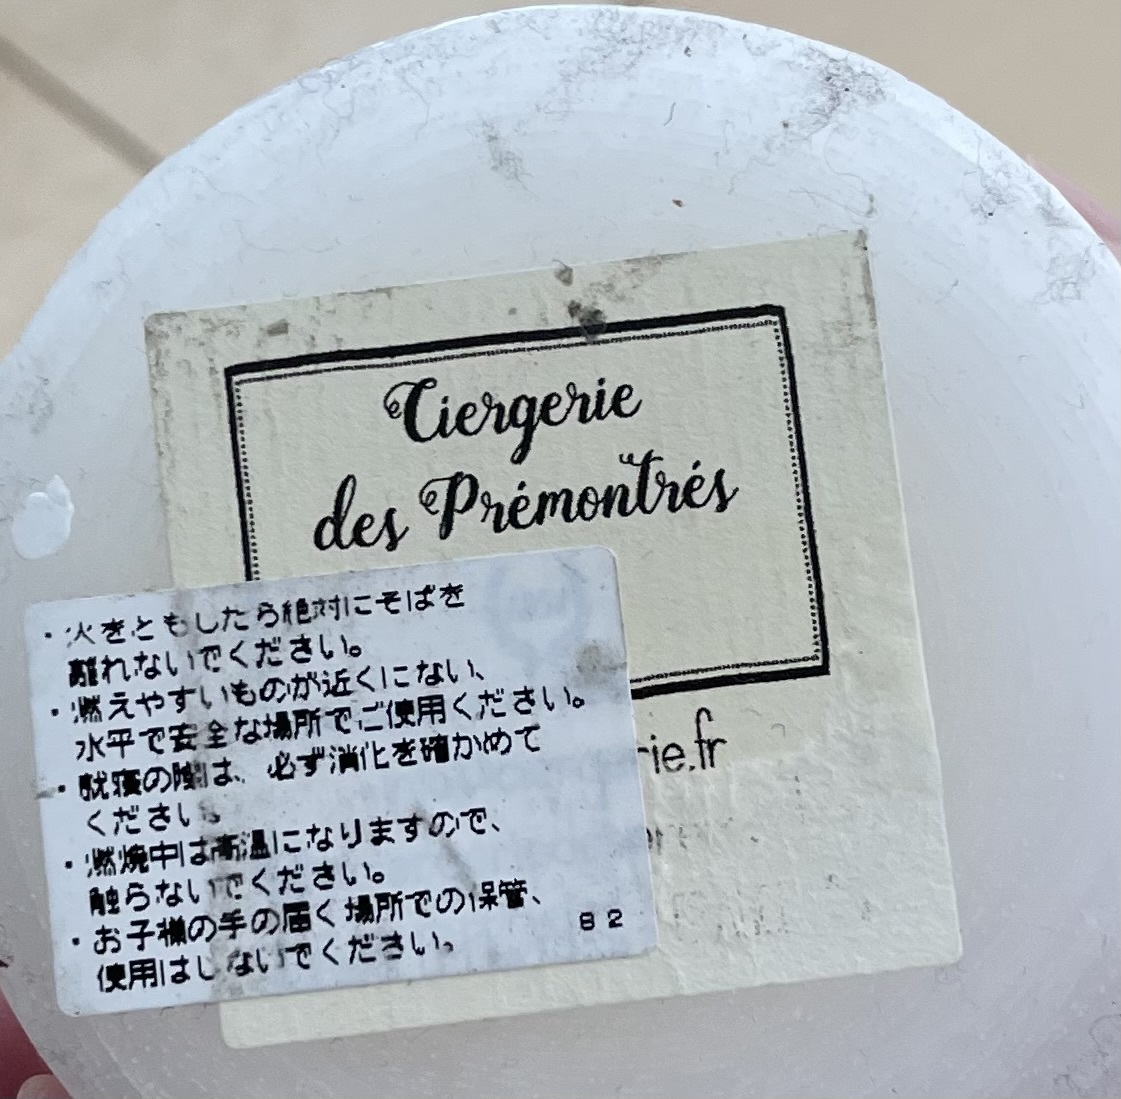 Ciergerie
des Prémontrés
・火をともしたら絶対にそばを
離れないでください。
・燃えやすいものが近くにない、
水平で安全な場所でご使用ください。
・就寝の際は、必ず消化を確かめて
ください。
・燃焼中は高温になりますので、
触らないでください。
・お子様の手の届く場所での保管、
使用はしないでください。
82
rie.fr